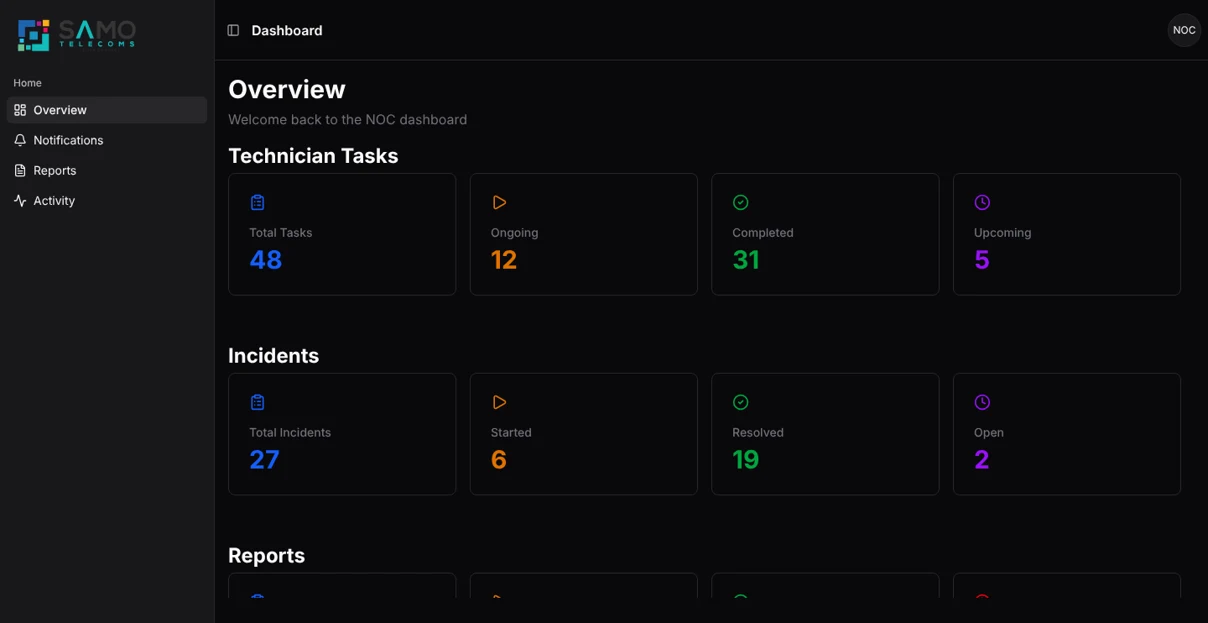 SAMO
TELECOMS
Home
Overview
Notifications
Reports
Activity
Dashboard
NOC
Overview
Welcome back to the NOC dashboard
Technician Tasks
Total Tasks
48
Ongoing
12
Completed
31
Upcoming
5
Incidents
Total Incidents
27
Started
6
Resolved
19
Open
2
Reports